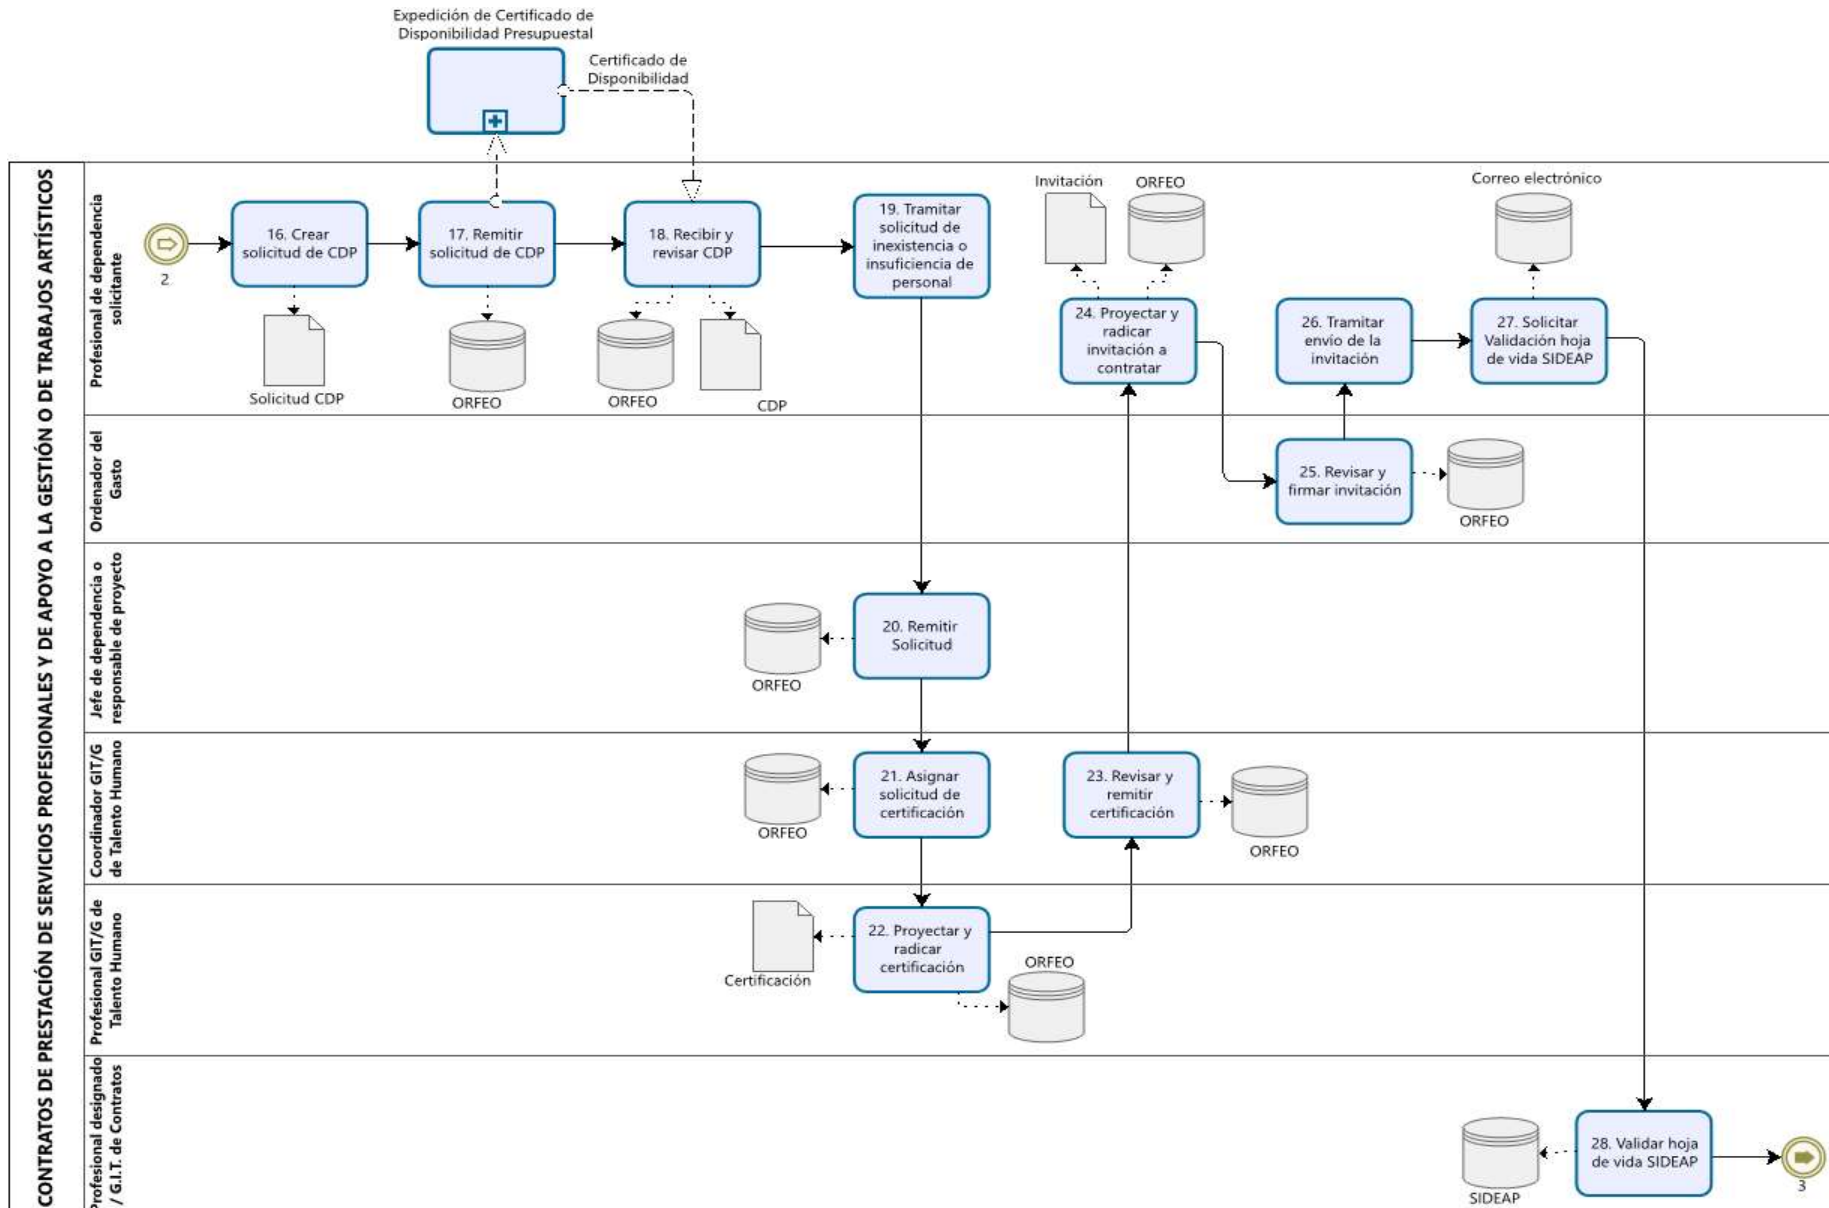 Expedición de Certificado de
Disponibilidad Presupuestal
Certificado de
Disponibilidad
CONTRATOS DE PRESTACIÓN DE SERVICIOS PROFESIONALES Y DE APOYO A LA GESTIÓN O DE TRABAJOS ARTÍSTICOS
Profesional de dependencia
solicitante
2
16. Crear
solicitud de CDP
Solicitud CDP
17. Remitir
solicitud de CDP
ORFEO
18. Recibir y
revisar CDP
ORFEO
CDP
19. Tramitar
solicitud de
inexistencia o
insuficiencia de
personal
Invitación
ORFEO
24. Proyectar y
radicar
invitación a
contratar
26. Tramitar
envío de la
invitación
Correo electrónico
27. Solicitar
Validación hoja
de vida SIDEAP
Ordenador del
Gasto
25. Revisar y
firmar invitación
ORFEO
Jefe de dependencia o
responsable de proyecto
20. Remitir
Solicitud
ORFEO
Coordinador GIT/G
de Talento Humano
21. Asignar
solicitud de
certificación
ORFEO
23. Revisar y
remitir
certificación
ORFEO
Profesional GIT/G de
Talento Humano
Certificación
22. Proyectar y
radicar
certificación
ORFEO
Profesional designado
/ G.I.T. de Contratos
SIDEAP
28. Validar hoja
de vida SIDEAP
3